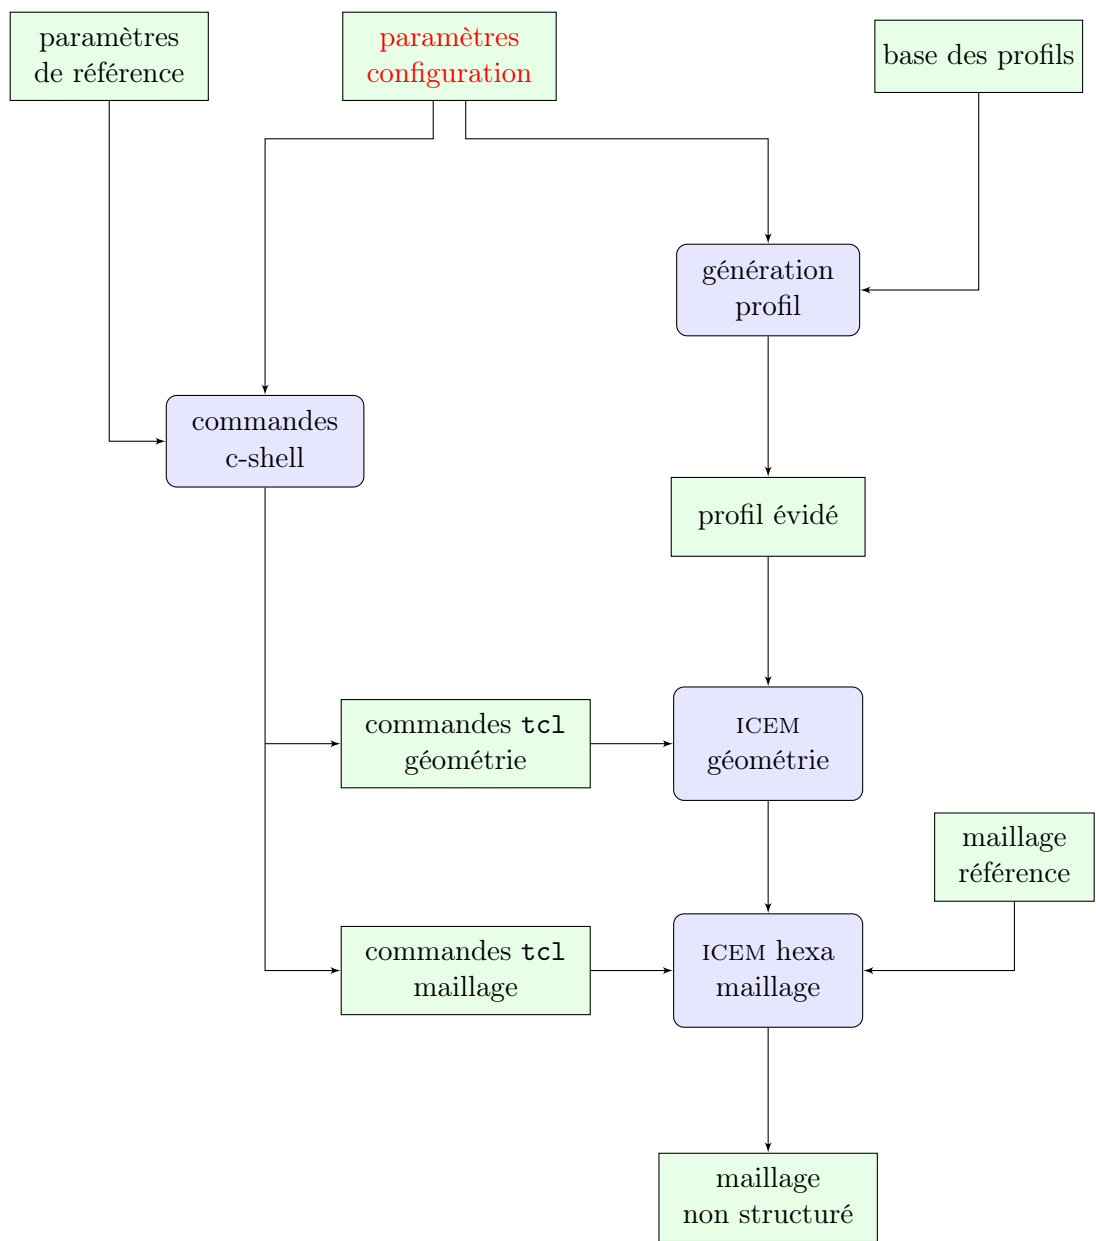 paramètres
de référence
paramètres
configuration
base des profils
génération
profil
commandes
c-shell
profil évidé
commandes tcl
géométrie
ICEM
géométrie
maillage
référence
commandes tcl
maillage
ICEM hexa
maillage
maillage
non structuré